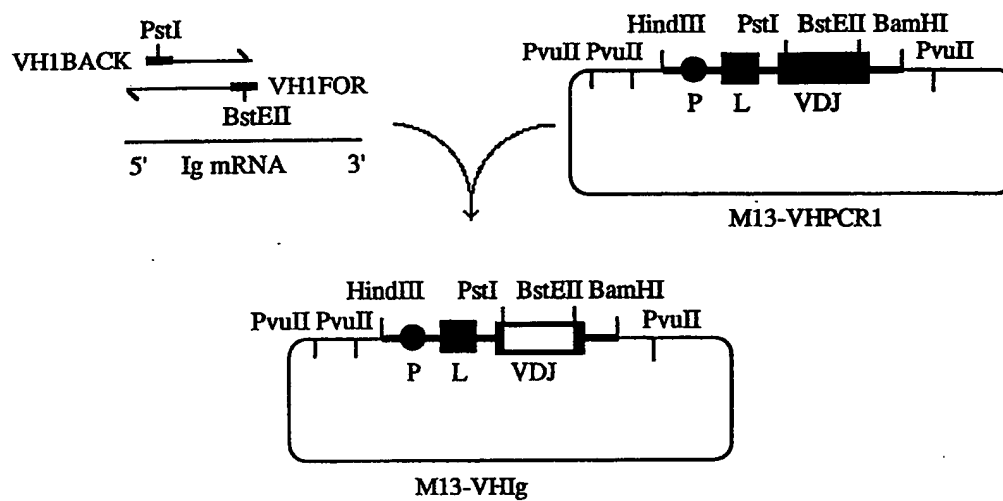 PstI
VH1BACK
VH1FOR
BstEII
5' Ig mRNA 3'
HindIII PstI BstEII BamHI
PvuII PvuII PvuII
P L VDJ
M13-VHPCR1
HindIII PstI BstEII BamHI
PvuII PvuII PvuII
P L VDJ
M13-VHIg